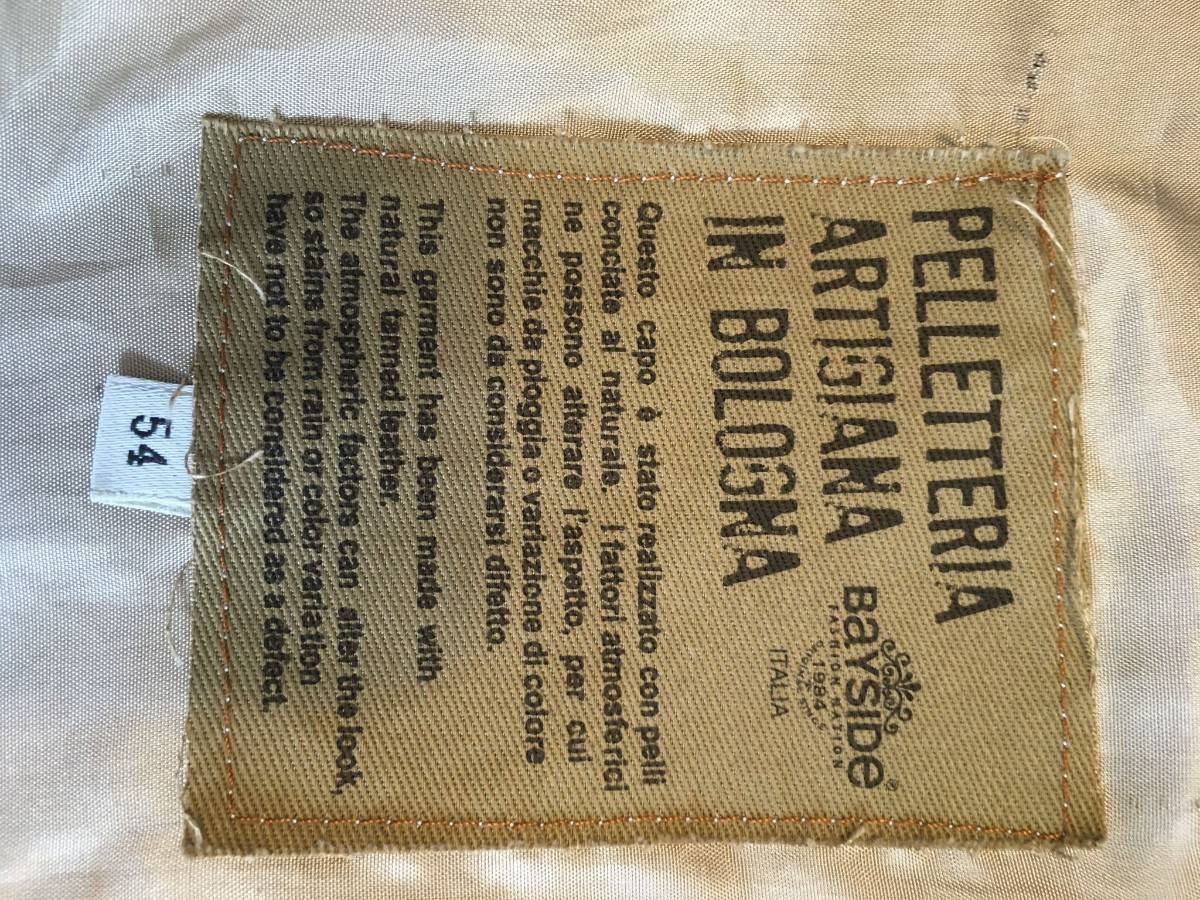 PELLETTERIA
ARTIGIANA
IN BOLOGNA
BAYSIDE®
FASHION NATION
1984
ITALIA
Questo capo è stato realizzato con pelli
conciate al naturale. I fattori atmosferici
ne possono alterare l'aspetto, per cui
macchie da pioggia o variazione di colore
non sono da considerarsi difetto.
This garment has been made with
natural tanned leather.
The atmospheric factors can alter the look,
so stains from rain or color variation
have not to be considered as a defect.
54